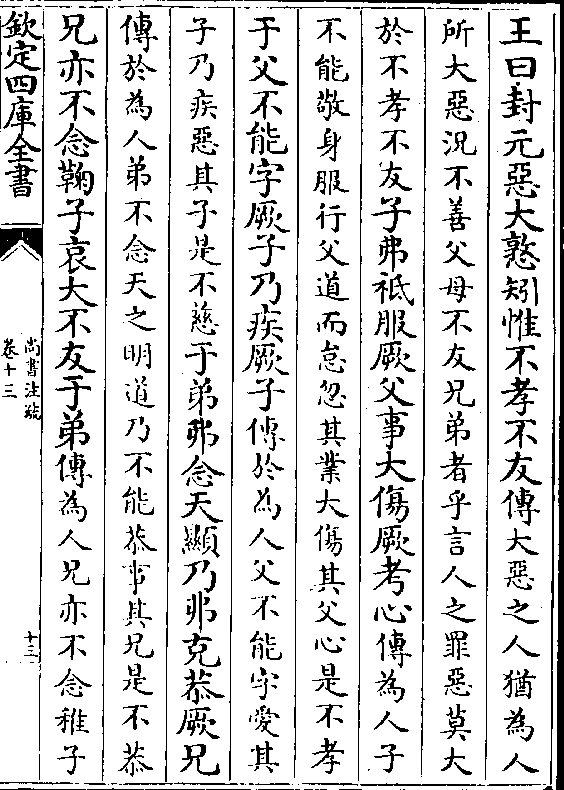 王曰封元惡大憝矧惟不孝不友傳大惡之人猶為人
所大惡況不善父母不友兄弟者乎言人之罪惡莫大
於不孝不友子弗祗服厥父事大傷厥考心傳為人子
不能敬身服行父道而怠忽其業大傷其父心是不孝
于父不能字厥子乃疾厥子傳於為人父不能字愛其
子乃疾惡其子是不慈于弟弗念天顯乃弗克恭厥兄
傳於為人弟不念天之明道乃不能恭事其兄是不恭
兄亦不念鞠子哀大不友于弟傳為人兄亦不念稚子
欽定四庫全書
尚書注疏
卷十三
十三